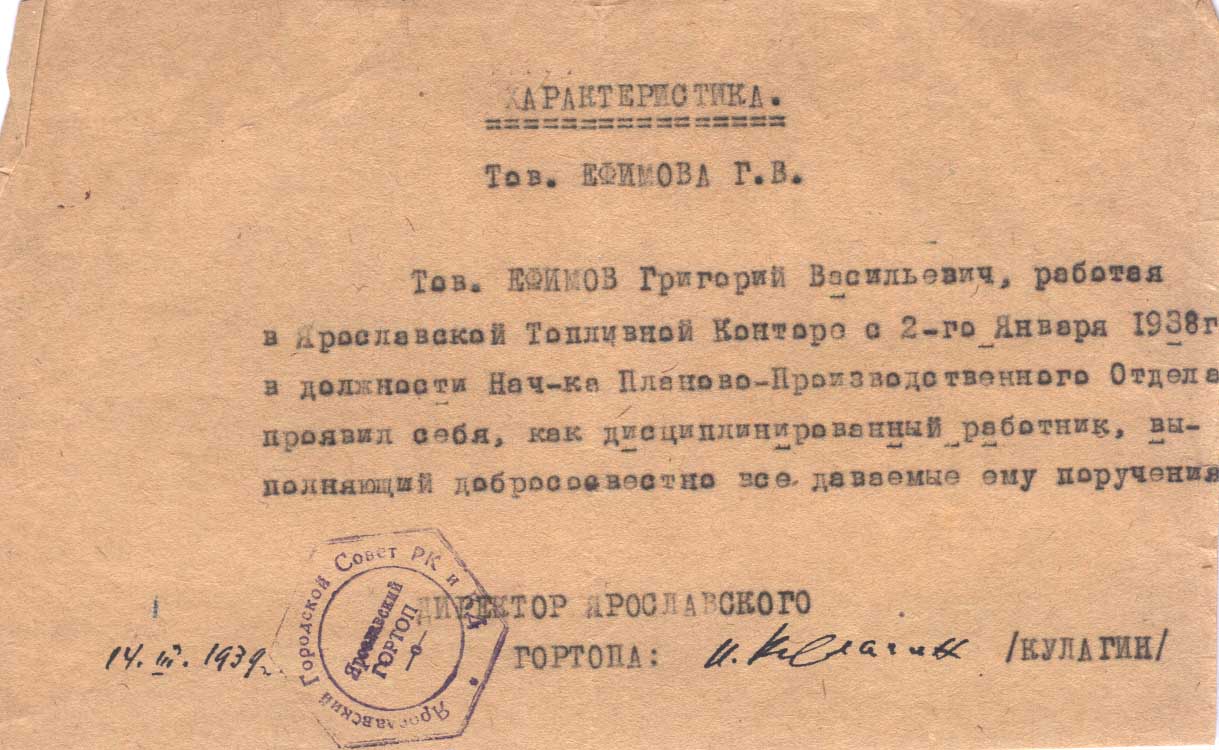 ХАРАКТЕРИСТИКА.
================
Тов. ЕФИМОВА Г.В.
Тов. ЕФИМОВ Григорий Васильевич, работая
в Ярославской Топливной Конторе с 2-го Января 1938г
в должности Нач-ка Планово-Производственного Отдела
проявил себя, как дисциплинированный работник, вы-
полняющий добросовестно все даваемые ему поручения
ДИРЕКТОР ЯРОСЛАВСКОГО
ГОРТОПА: И. Кулагин /КУЛАГИН/
14.III.1939г.
Ярославский Городской Совет РК и КД
Ярославский
ГОРТОП
-о-